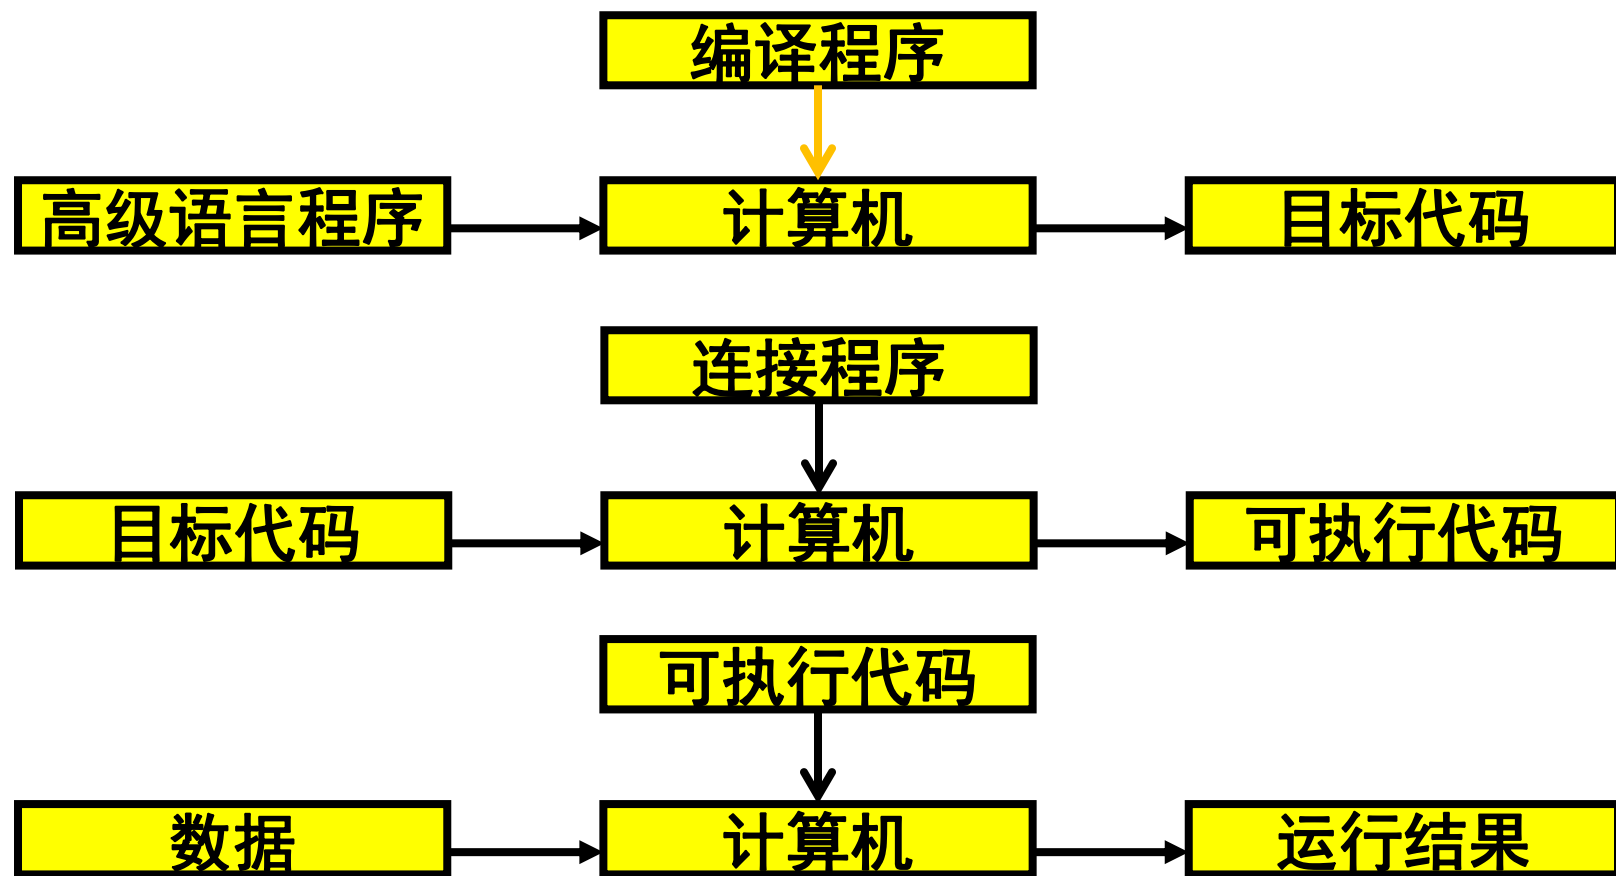 编译程序
高级语言程序
计算机
目标代码
连接程序
目标代码
计算机
可执行代码
可执行代码
数据
计算机
运行结果